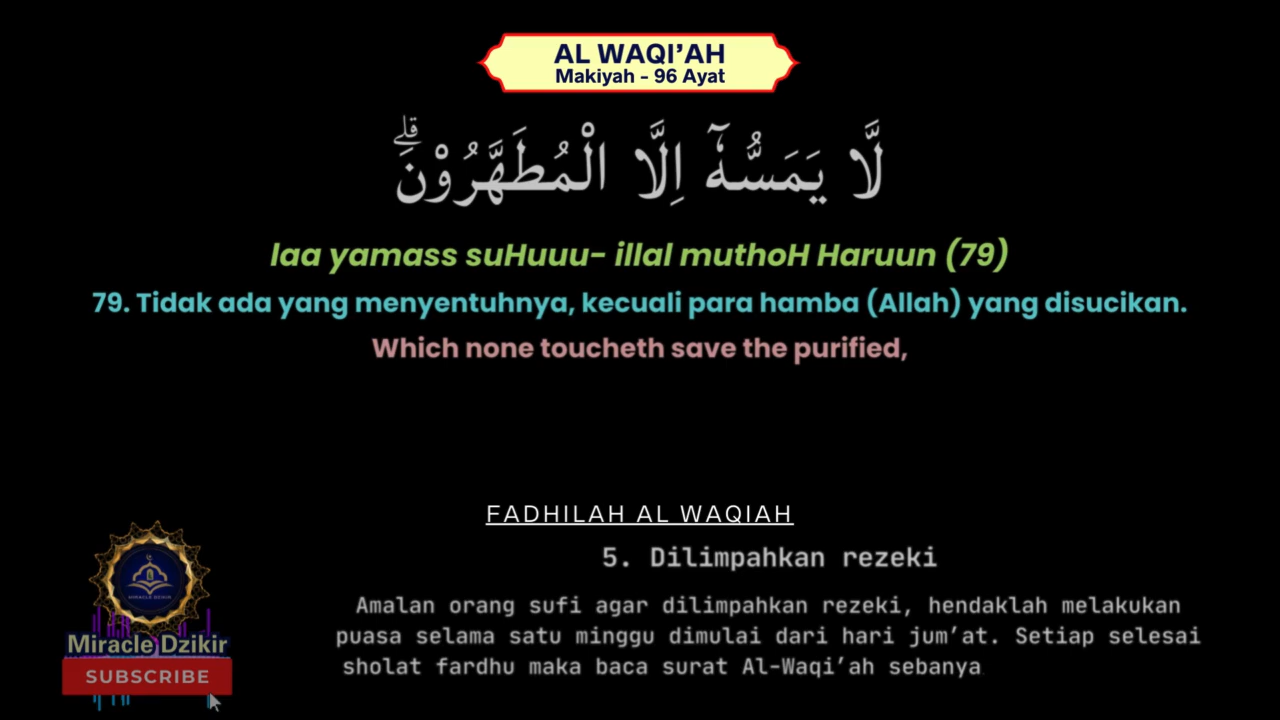 AL WAQI’AH
Makiyah - 96 Ayat
لَّا يَمَسُّهٗٓ اِلَّا الْمُطَهَّرُوْنَۗ
laa yamass suHuuu- illal muthoH Haruun (79)
79. Tidak ada yang menyentuhnya, kecuali para hamba (Allah) yang disucikan.
Which none toucheth save the purified,
FADHILAH AL WAQIAH
5. Dilimpahkan rezeki
Amalan orang sufi agar dilimpahkan rezeki, hendaklah melakukan
puasa selama satu minggu dimulai dari hari jum’at. Setiap selesai
sholat fardhu maka baca surat Al-Waqi’ah sebanya
MIRACLE DZIKIR
Miracle Dzikir
SUBSCRIBE